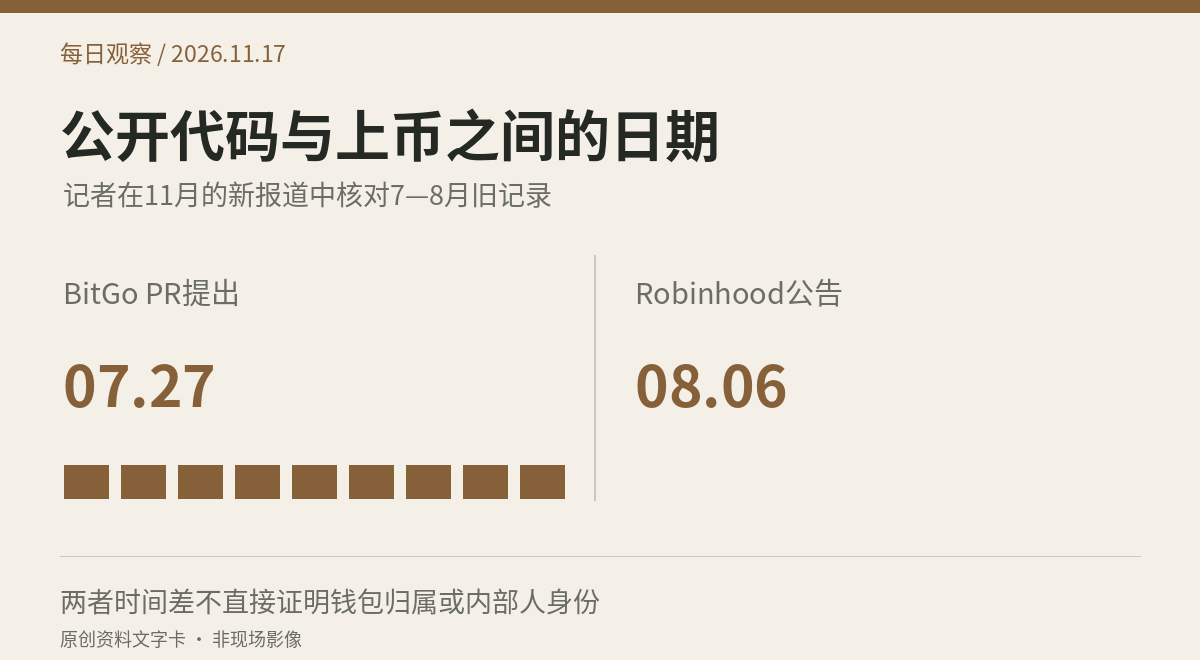 每日观察 / 2026.11.17
公开代码与上币之间的日期
记者在11月的新报道中核对7—8月旧记录
BitGo PR提出
07.27
Robinhood公告
08.06
两者时间差不直接证明钱包归属或内部人身份
原创资料文字卡 · 非现场影像